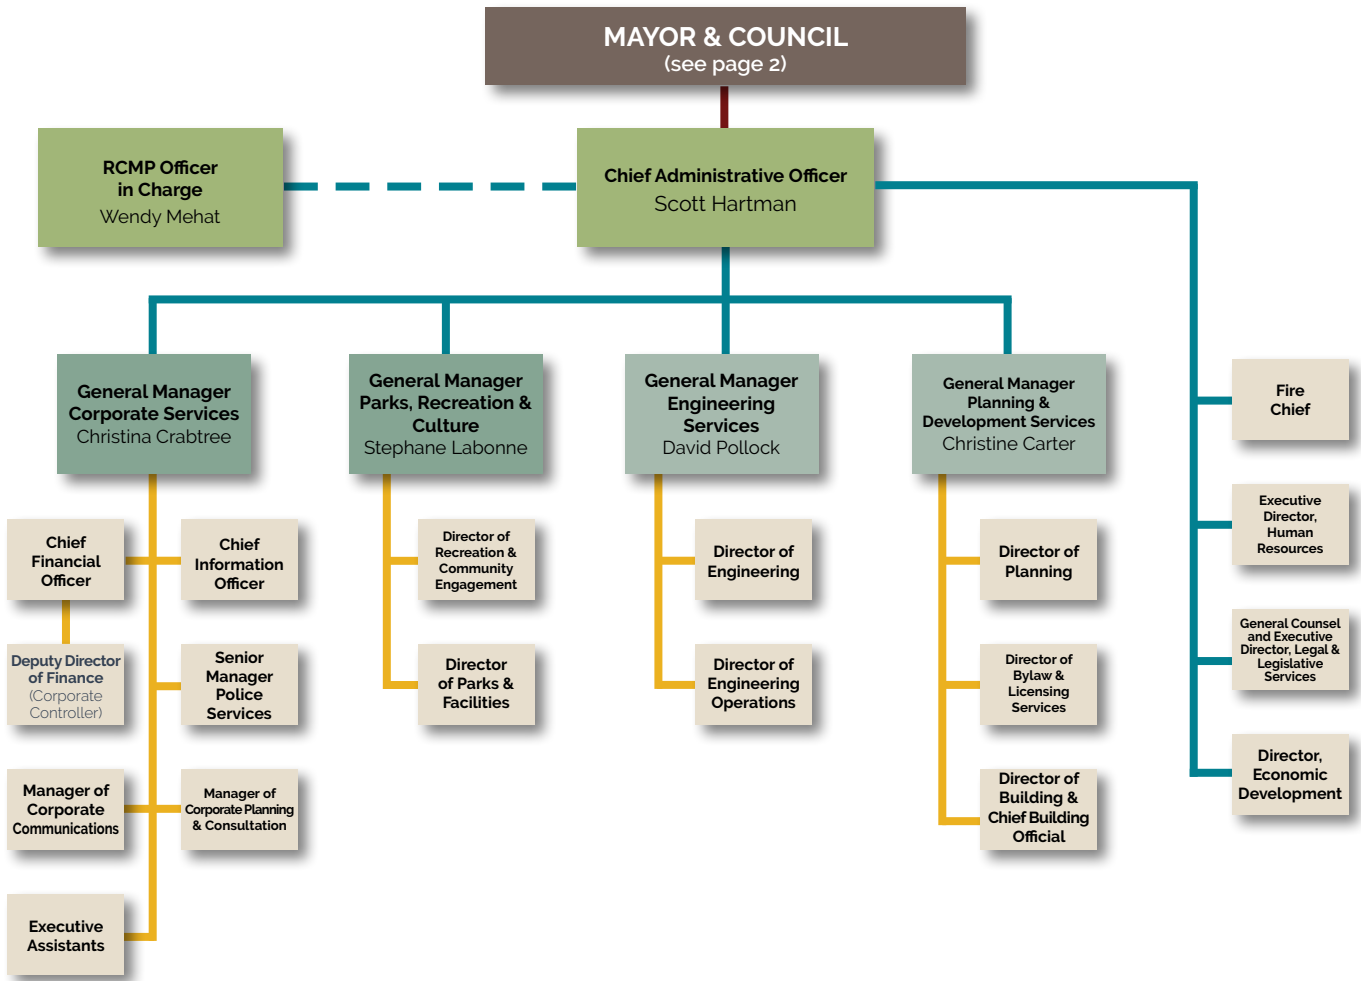 MAYOR & COUNCIL
(see page 2)
RCMP Officer
in Charge
Wendy Mehat
Chief Administrative Officer
Scott Hartman
General Manager
Corporate Services
Christina Crabtree
General Manager
Parks, Recreation &
Culture
Stephane Labonne
General Manager
Engineering
Services
David Pollock
General Manager
Planning &
Development Services
Christine Carter
Fire
Chief
Executive
Director,
Human
Resources
General Counsel
and Executive
Director, Legal &
Legislative
Services
Director,
Economic
Development
Chief
Financial
Officer
Chief
Information
Officer
Deputy Director
of Finance
(Corporate
Controller)
Senior
Manager
Police
Services
Manager of
Corporate
Communications
Manager of
Corporate Planning
& Consultation
Executive
Assistants
Director of
Recreation &
Community
Engagement
Director
of Parks &
Facilities
Director of
Engineering
Director of
Engineering
Operations
Director of
Planning
Director of
Bylaw &
Licensing
Services
Director of
Building &
Chief Building
Official